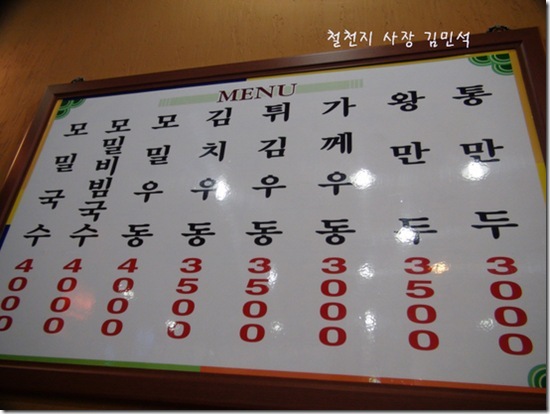 철천지 사장 김민석
MENU
모밀국수 4000
모밀비빔국수 4000
모밀우동 4000
김치우동 3500
튀김우동 3500
가께우동 3000
왕만두 3500
통만두 3000